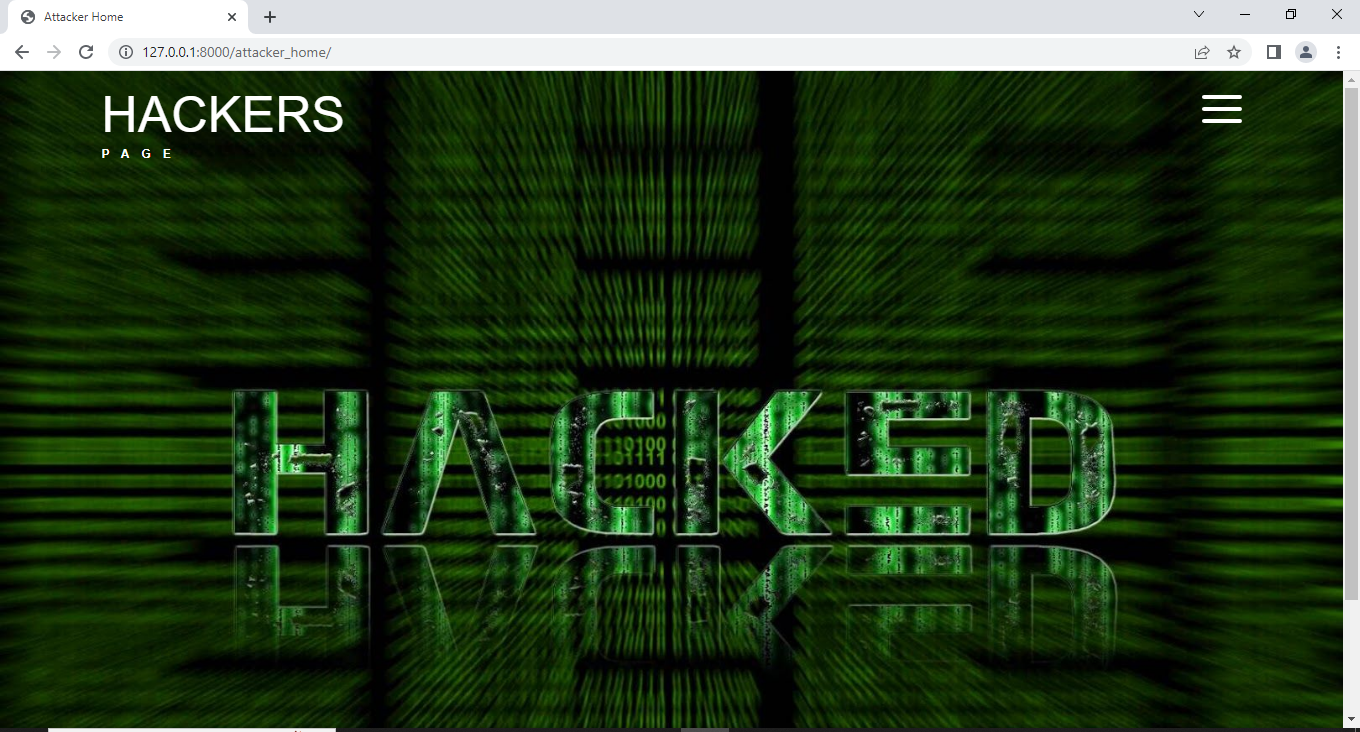 Attacker Home
127.0.0.1:8000/attacker_home/
HACKERS
PAGE
HACKED